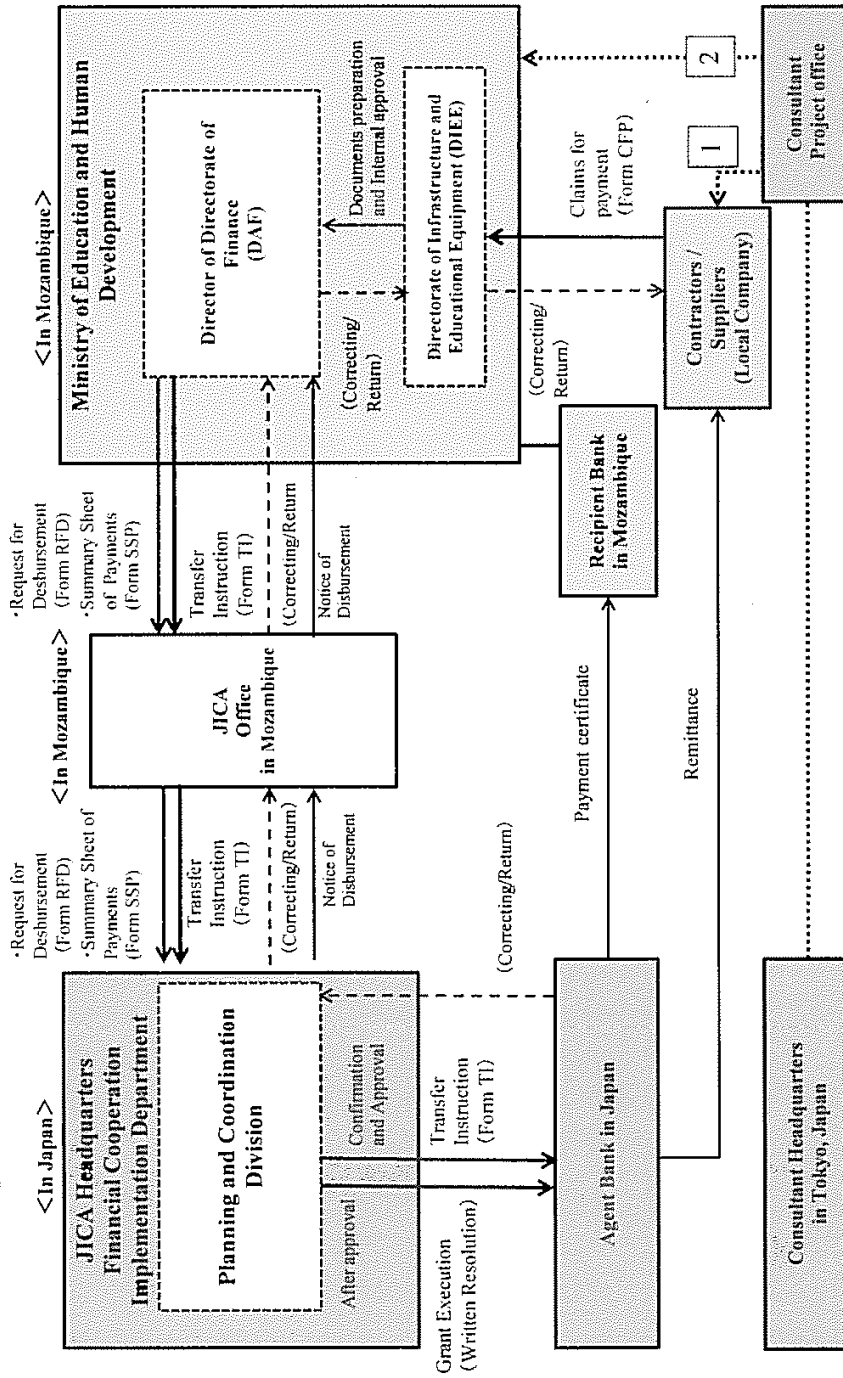 <In Japan>
JICA Headquarters
Financial Cooperation
Implementation Department
Planning and Coordination
Division
After approval
Confirmation
and Approval
Grant Execution
(Written Resolution)
Transfer
Instruction
(Form TI)
(Correcting/Return)
Agent Bank in Japan
Consultant Headquarters
in Tokyo, Japan
・Request for
Desbursement
(Form RFD)
・Summary Sheet of
Payments
(Form SSP)
Transfer
Instruction
(Form TI)
(Correcting/Return)
Notice of
Disbursement
Payment certificate
Remittance
<In Mozambique>
JICA
Office
in Mozambique
・Request for
Desbursement
(Form RFD)
・Summary Sheet
of Payments
(Form SSP)
Transfer
Instruction
(Form TI)
(Correcting/Return
Notice of
Disbursement
<In Mozambique>
Ministry of Education and Human
Development
Director of Directorate of
Finance
(DAF)
(Correcting/
Return)
Documents preparation
and Internal approval
Directorate of Infrastructure and
Educational Equipment (DIEE)
(Correcting/
Return)
Claims for
payment
(Form CFP)
Recipient Bank
in Mozambique
Contractors /
Suppliers
(Local Company)
1
2
Consultant
Project office